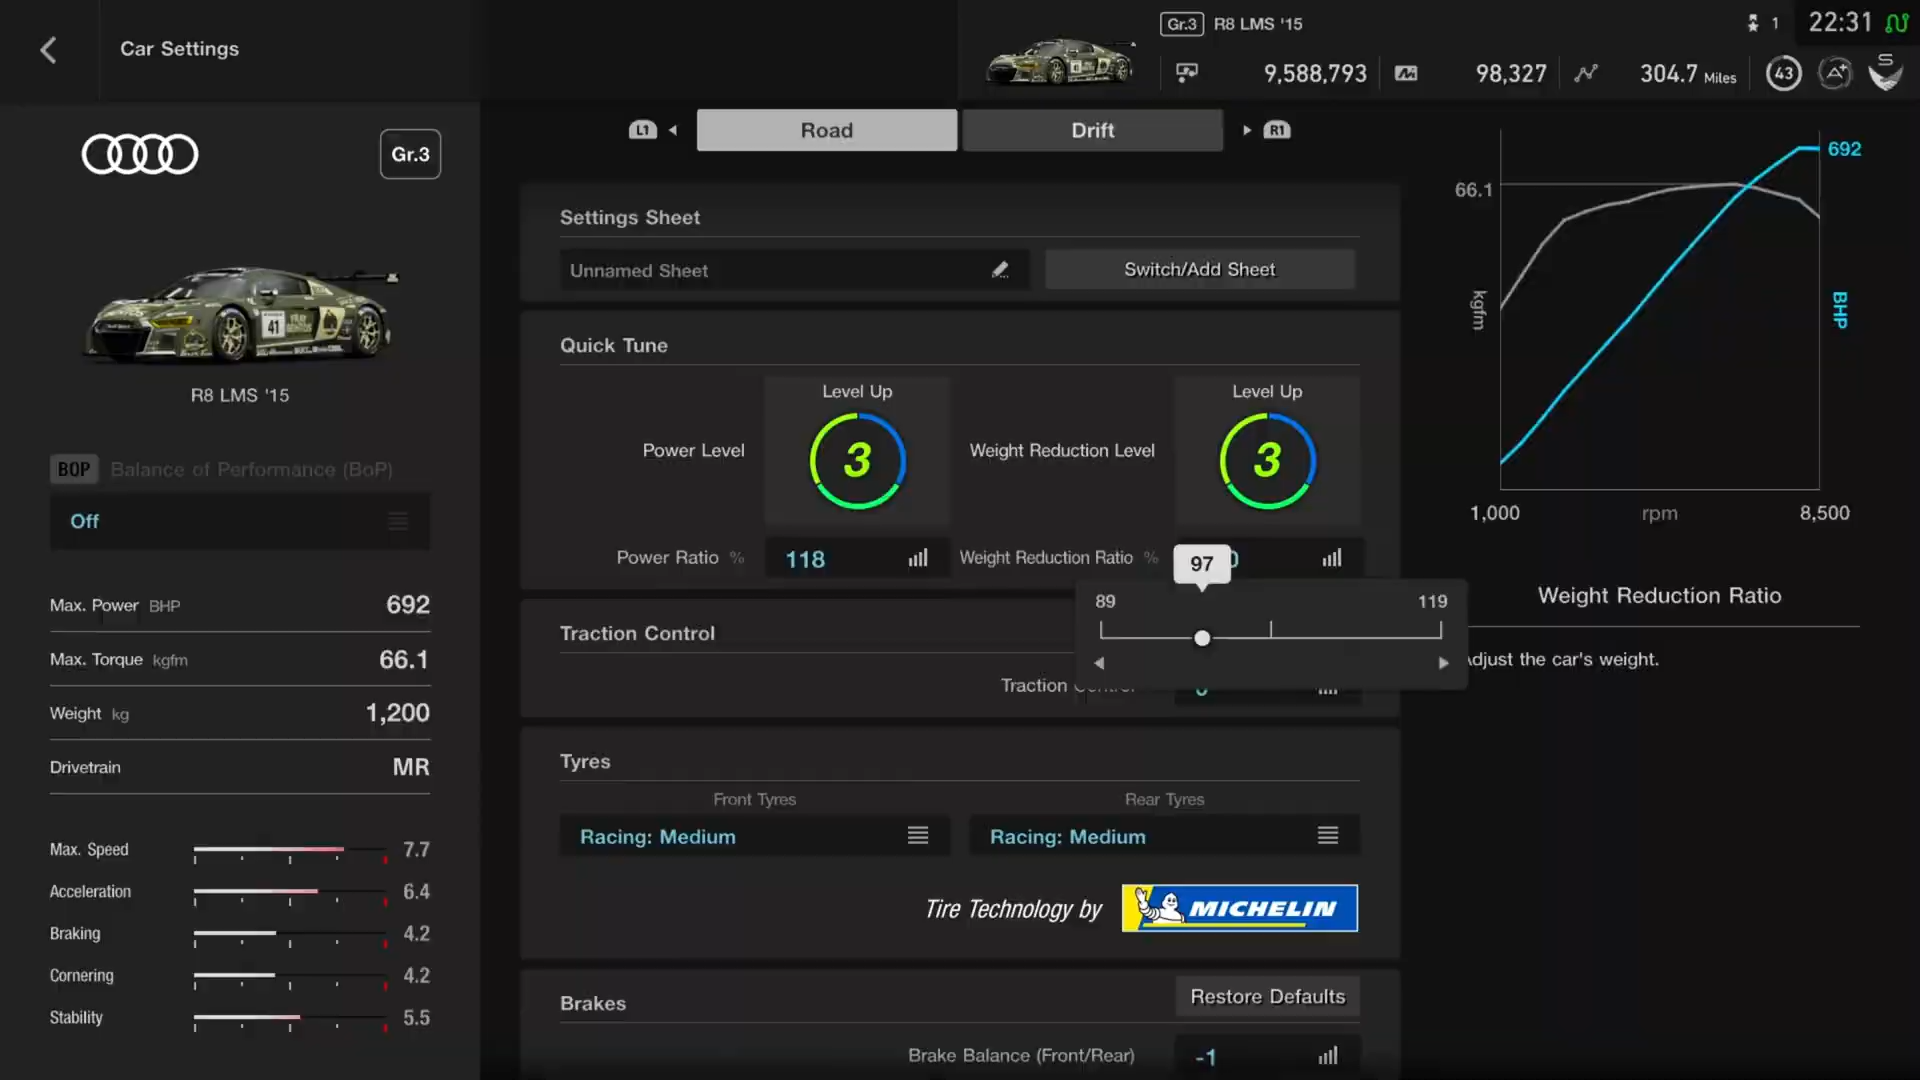 Car Settings
Gr.3 R8 LMS '15
1
22:31
9,588,793
98,327
304.7 Miles
43
A+
S
Gr.3
R8 LMS '15
BOP Balance of Performance (BoP)
Off
Max. Power BHP 692
Max. Torque kgfm 66.1
Weight kg 1,200
Drivetrain MR
Max. Speed 7.7
Acceleration 6.4
Braking 4.2
Cornering 4.2
Stability 5.5
L1 Road Drift R1
Settings Sheet
Unnamed Sheet
Switch/Add Sheet
Quick Tune
Power Level
Level Up
3
Weight Reduction Level
Level Up
3
Power Ratio % 118
Weight Reduction Ratio %
97
89 119
Traction Control
Traction
Tyres
Front Tyres Rear Tyres
Racing: Medium Racing: Medium
Tire Technology by MICHELIN
Brakes
Restore Defaults
Brake Balance (Front/Rear) -1
692
66.1
kgfm
BHP
1,000 rpm 8,500
Weight Reduction Ratio
Adjust the car's weight.
41